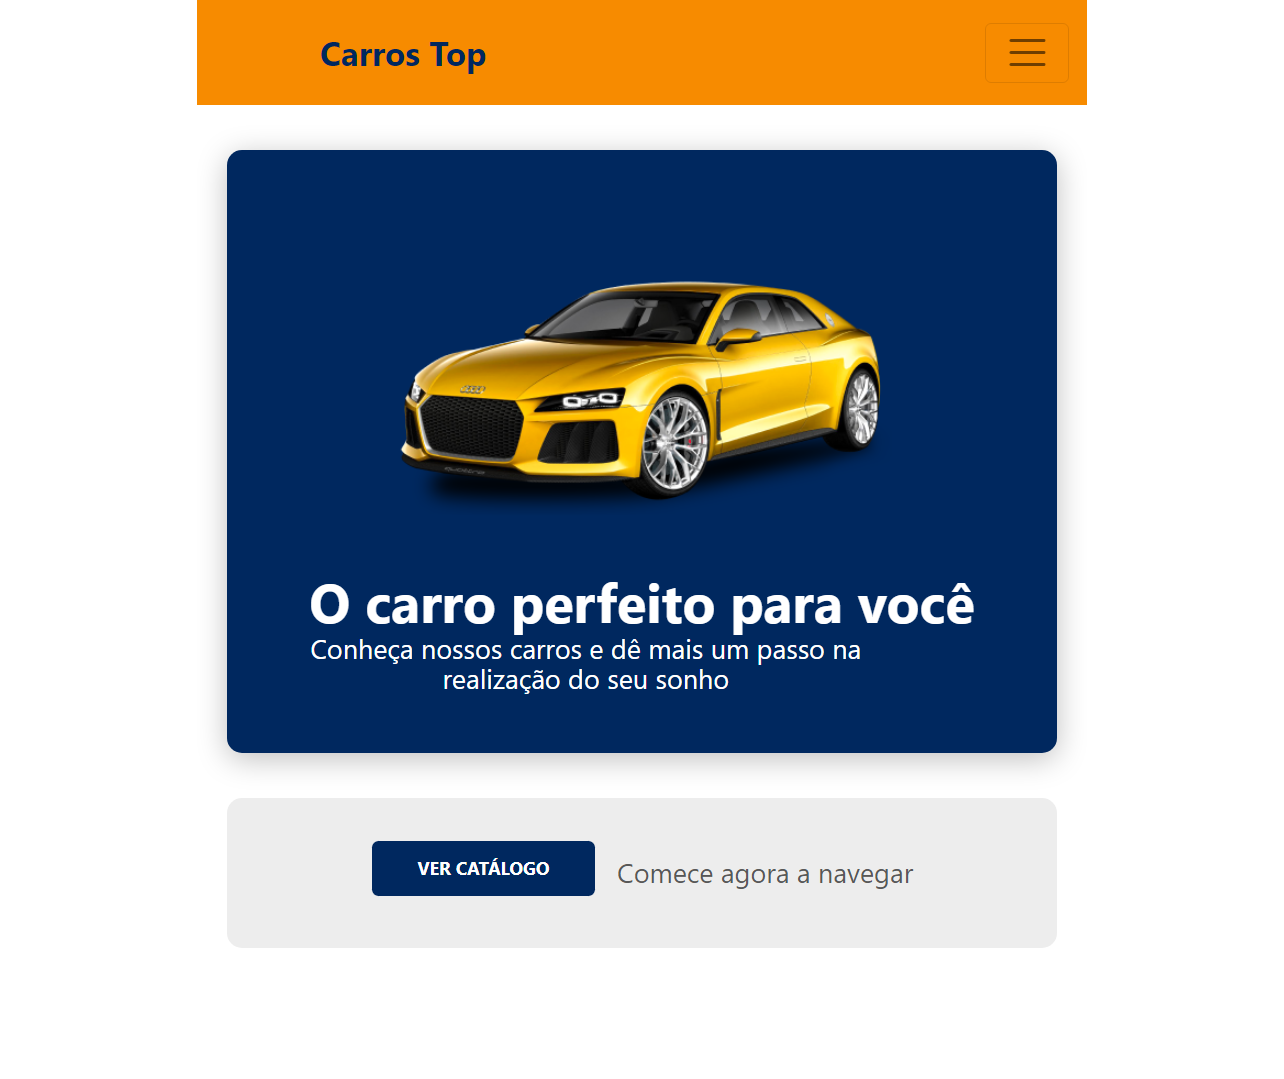 Carros Top
O carro perfeito para você
Conheça nossos carros e dê mais um passo na
realização do seu sonho
VER CATÁLOGO
Comece agora a navegar